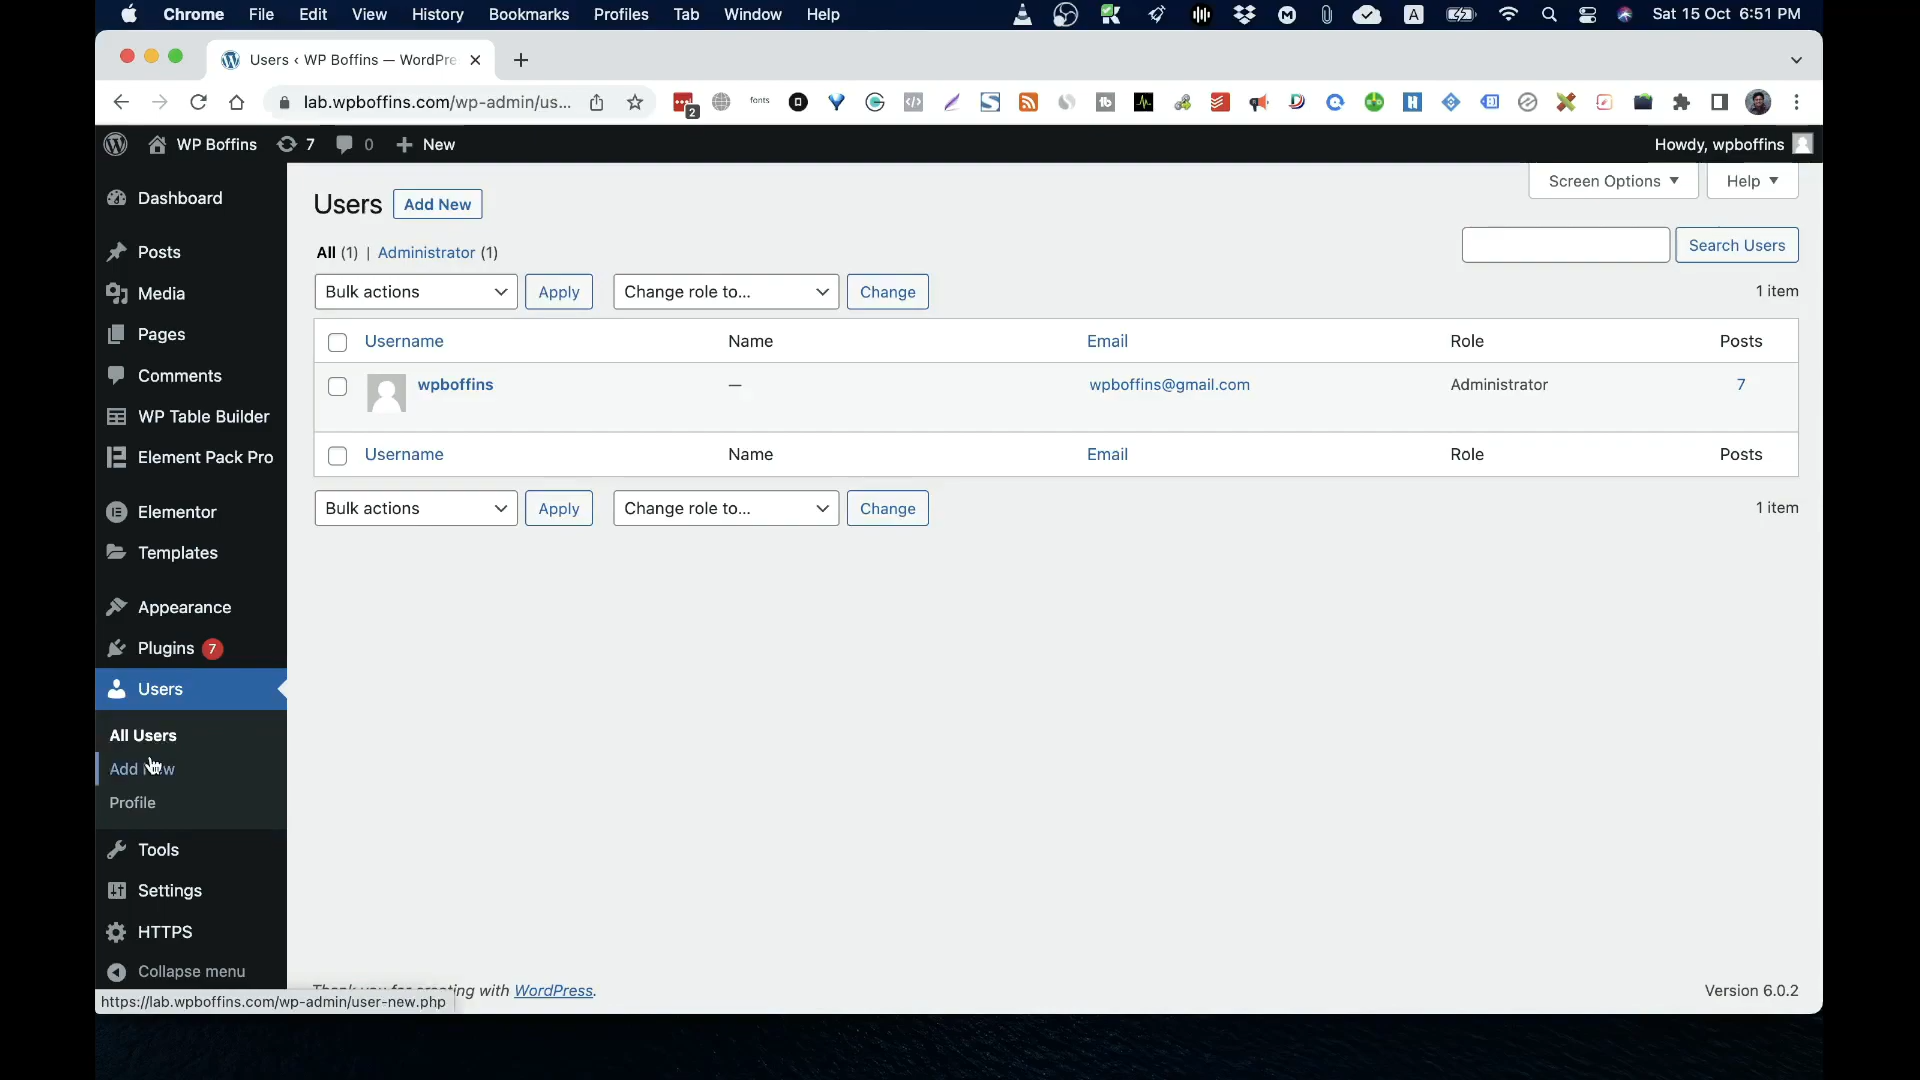 Chrome File Edit View History Bookmarks Profiles Tab Window Help A Sat 15 Oct 6:51 PM
Users ‹ WP Boffins — WordPre
lab.wpboffins.com/wp-admin/us... 2 fonts
WP Boffins 7 0 New Howdy, wpboffins
Dashboard
Posts
Media
Pages
Comments
WP Table Builder
Element Pack Pro
Elementor
Templates
Appearance
Plugins 7
Users
All Users
Add New
Profile
Tools
Settings
HTTPS
Collapse menu
Screen Options Help
Users Add New
All (1) | Administrator (1)
Search Users
Bulk actions Apply Change role to... Change 1 item
Username Name Email Role Posts
wpboffins — wpboffins@gmail.com Administrator 7
Username Name Email Role Posts
Bulk actions Apply Change role to... Change 1 item
Thank you for creating with WordPress. Version 6.0.2
https://lab.wpboffins.com/wp-admin/user-new.php